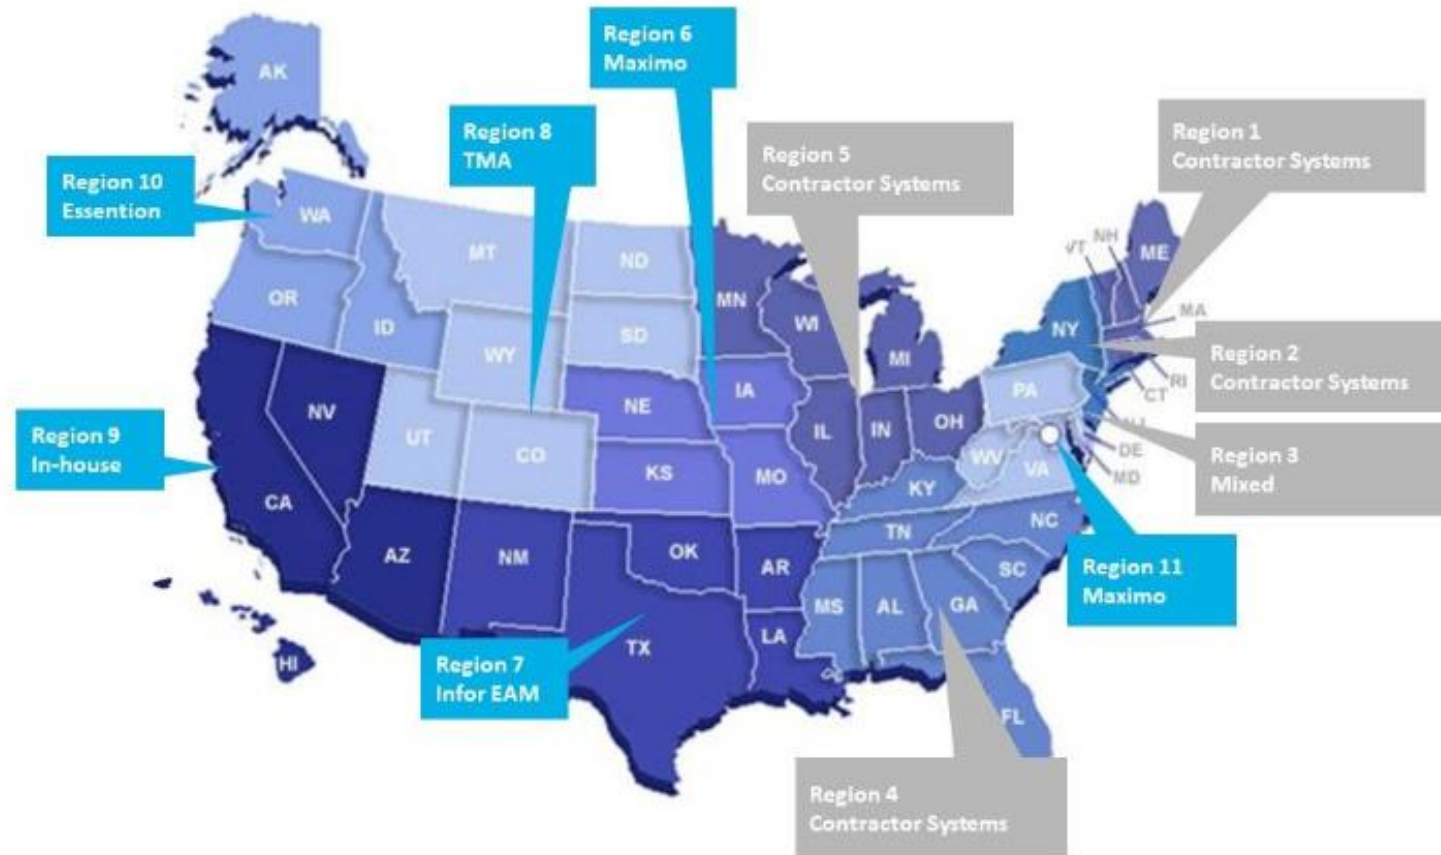 AK
Region 6
Maximo
Region 8
TMA
Region 5
Contractor Systems
Region 1
Contractor Systems
Region 10
Essention
WA
MT
ND
MN
VT
NH
ME
OR
ID
WY
SD
WI
MI
NY
MA
Region 2
Contractor Systems
RI
CT
NV
UT
CO
NE
IA
IL
IN
OH
PA
Region 9
In-house
CA
KS
MO
KY
WV
VA
DE
MD
Region 3
Mixed
AZ
NM
OK
AR
TN
NC
SC
Region 11
Maximo
MS
AL
GA
HI
TX
LA
Region 7
Infor EAM
FL
Region 4
Contractor Systems